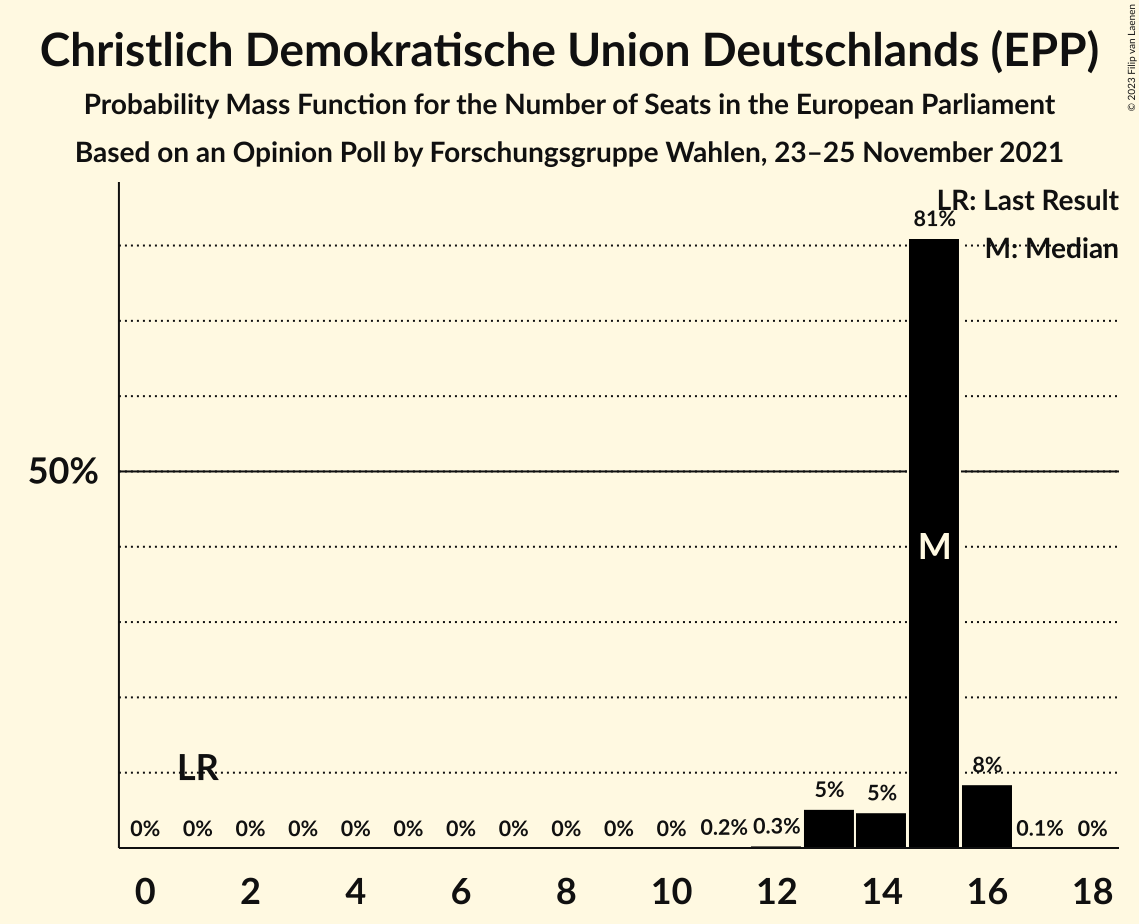 Christlich Demokratische Union Deutschlands (EPP)
Probability Mass Function for the Number of Seats in the European Parliament
Based on an Opinion Poll by Forschungsgruppe Wahlen, 23–25 November 2021
© 2023 Filip van Laenen
LR: Last Result
M: Median
81%
50%
M
LR
0% 0% 0% 0% 0% 0% 0% 0% 0% 0% 0% 0.2% 0.3% 5% 5% 8% 0.1% 0%
0 2 4 6 8 10 12 14 16 18